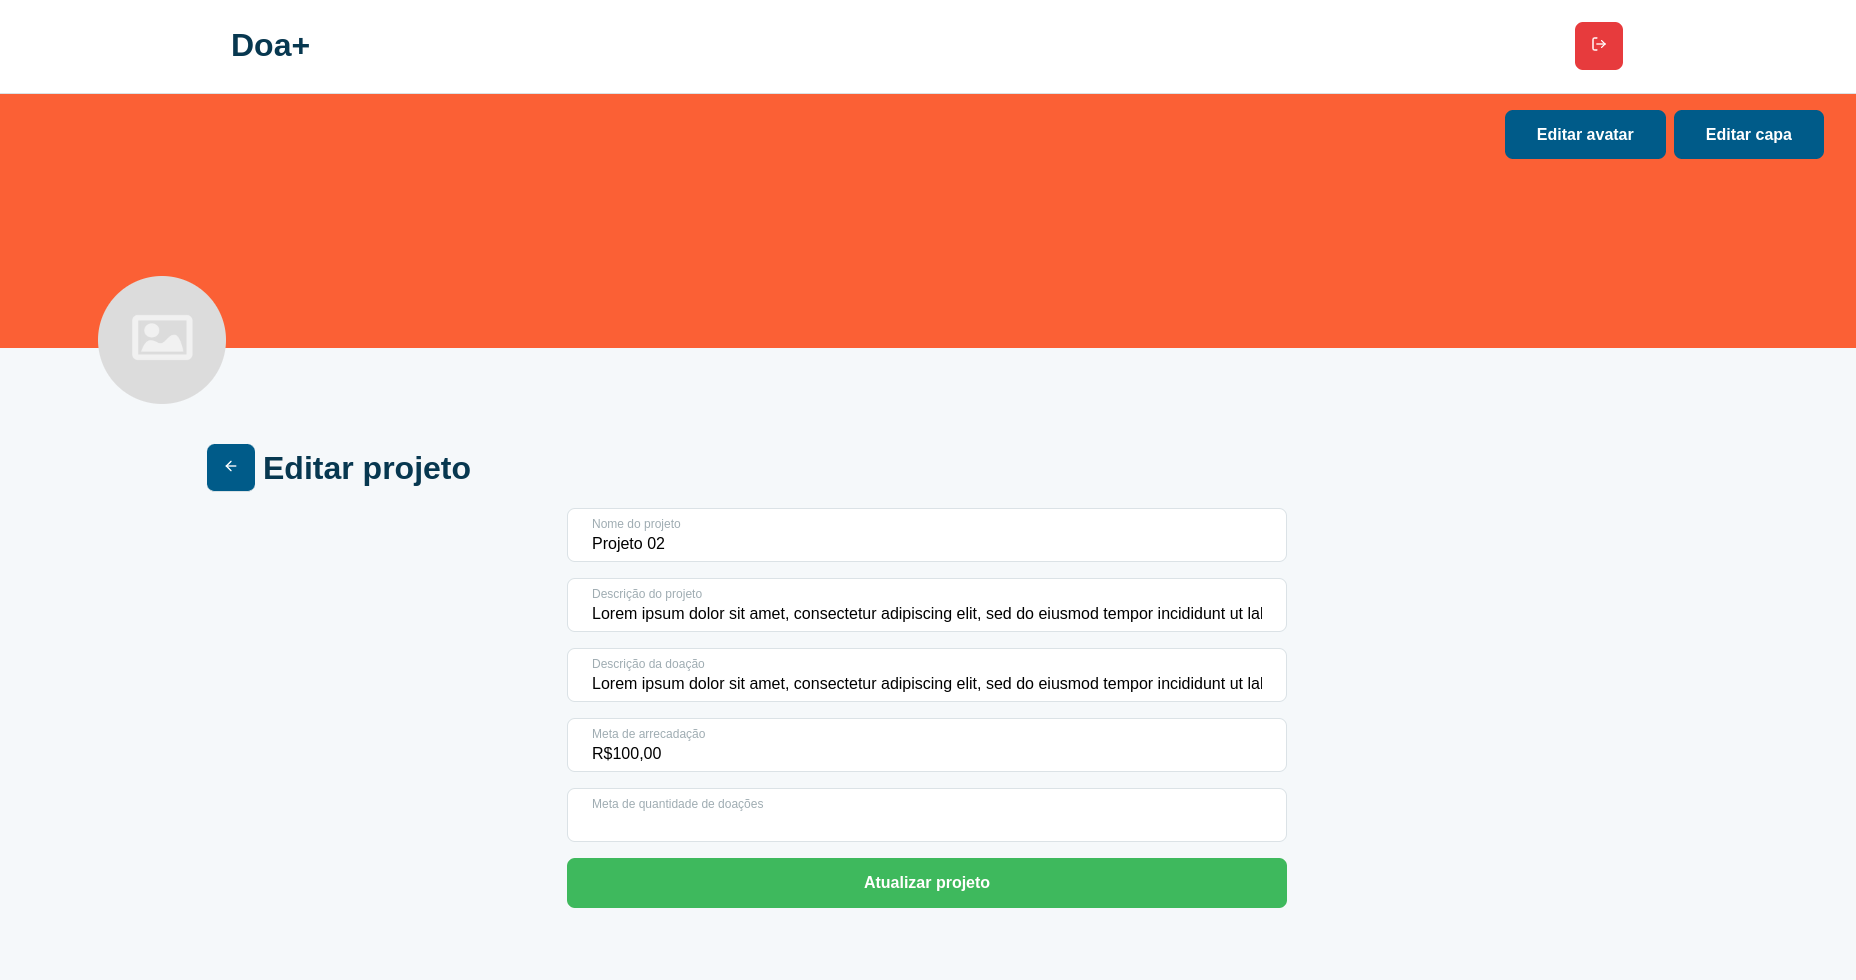 Doa+
Editar avatar
Editar capa
Editar projeto
Nome do projeto
Projeto 02
Descrição do projeto
Lorem ipsum dolor sit amet, consectetur adipiscing elit, sed do eiusmod tempor incididunt ut
Descrição da doação
Lorem ipsum dolor sit amet, consectetur adipiscing elit, sed do eiusmod tempor incididunt ut
Meta de arrecadação
R$100,00
Meta de quantidade de doações
Atualizar projeto